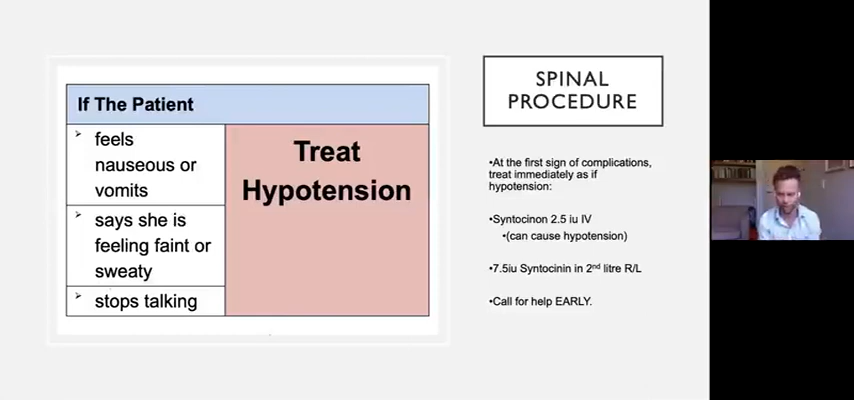 If The Patient
➢ feels
nauseous or
vomits
➢ says she is
feeling faint or
sweaty
➢ stops talking
Treat
Hypotension
SPINAL
PROCEDURE
•At the first sign of complications,
treat immediately as if
hypotension:
•Syntocinon 2.5 iu IV
•(can cause hypotension)
•7.5iu Syntocinin in 2nd litre R/L
•Call for help EARLY.